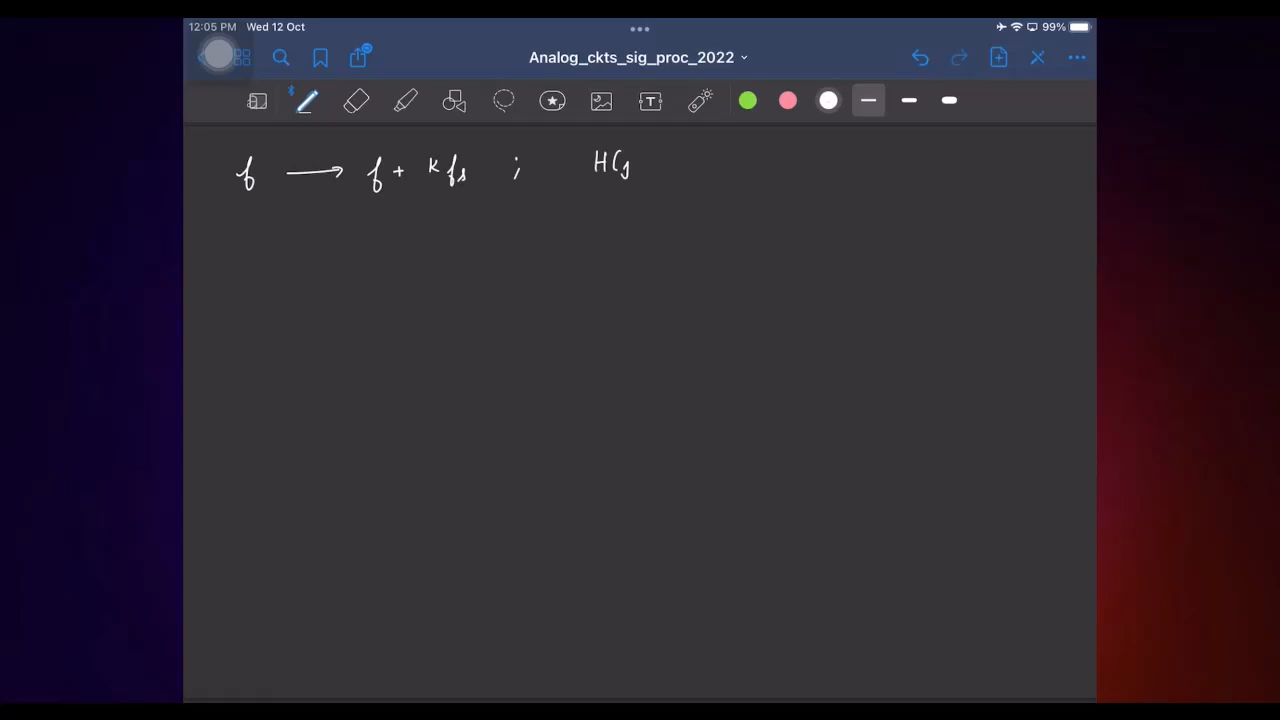 12:05 PM Wed 12 Oct 99%
Analog_ckts_sig_proc_2022
f ⟶ f + kfs ; H(j